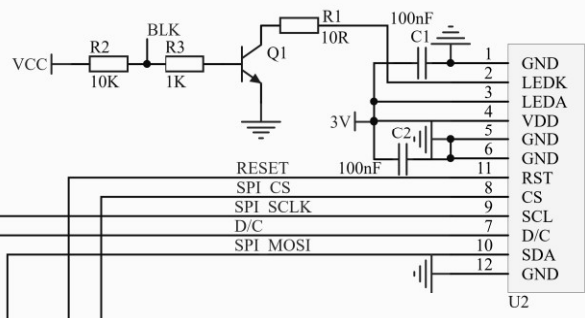 BLK
R1
100nF
R2
R3
Q1
10R
C1
1
GND
VCC
2
LEDK
10K
1K
3
LEDA
3V
4
VDD
C2
5
GND
6
GND
RESET
100nF
11
RST
SPI CS
8
CS
SPI SCLK
9
SCL
D/C
7
D/C
SPI MOSI
10
SDA
12
GND
U2